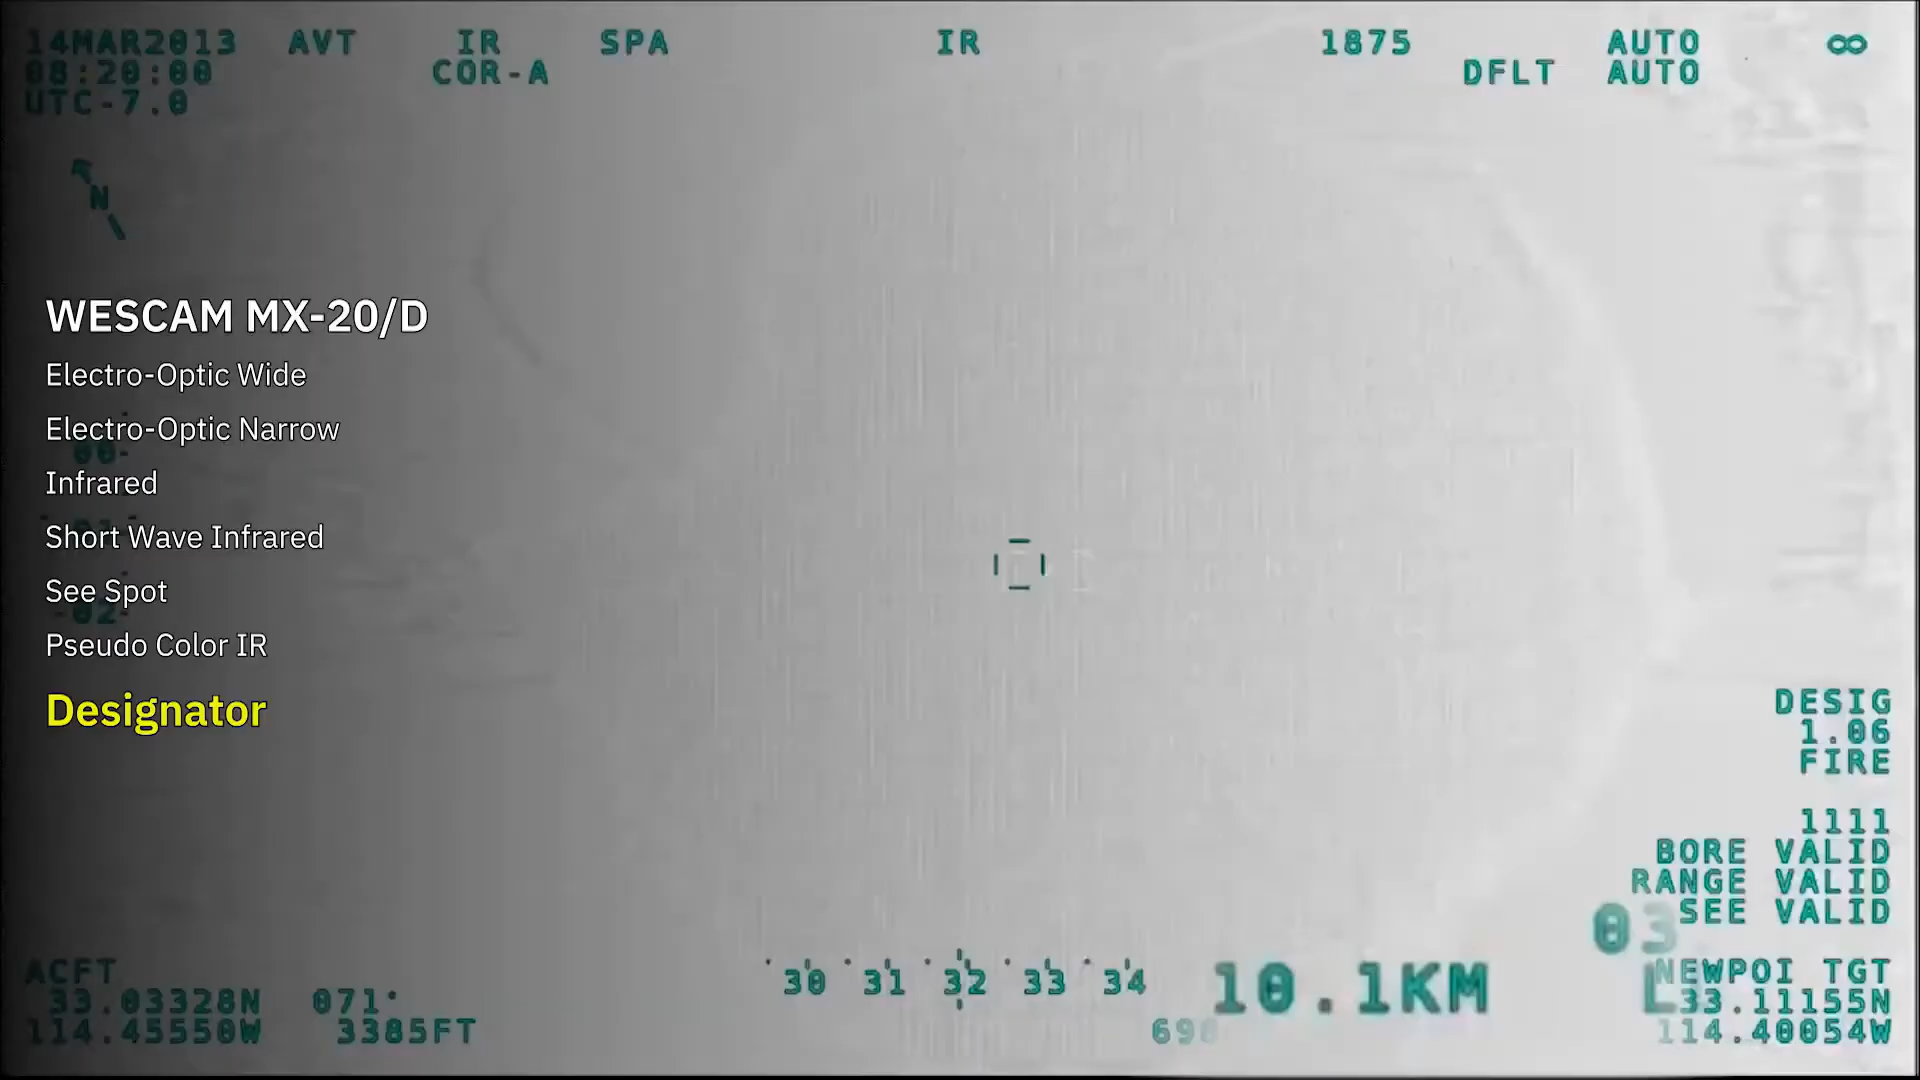 14MAR2013 AVT IR SPA IR 1875 AUTO ∞
08:20:00 COR-A DFLT AUTO
UTC-7.0
N
WESCAM MX-20/D
Electro-Optic Wide
Electro-Optic Narrow
00-
Infrared
Short Wave Infrared
See Spot
-02-
Pseudo Color IR
Designator
DESIG
1.06
FIRE
1111
BORE VALID
RANGE VALID
SEE VALID
03
ACFT
33.03328N 071°
114.45550W 3385FT
30 31 32 33 34
10.1KM
L
NEWPOI TGT
33.11155N
114.40054W